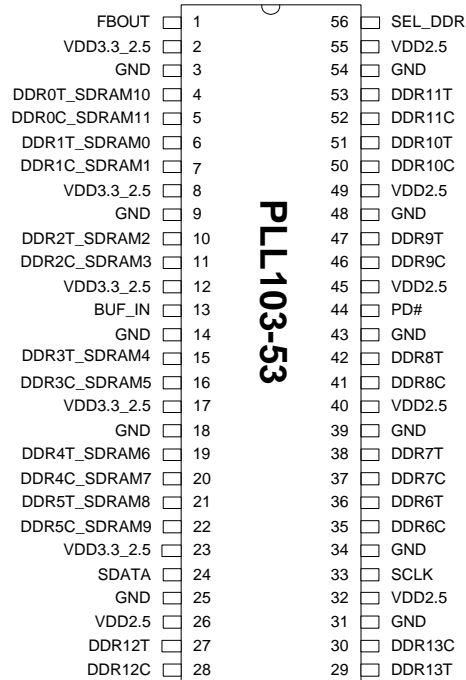 FBOUT 1 56 SEL_DDR
VDD3.3_2.5 2 55 VDD2.5
GND 3 54 GND
DDR0T_SDRAM10 4 53 DDR11T
DDR0C_SDRAM11 5 52 DDR11C
DDR1T_SDRAM0 6 51 DDR10T
DDR1C_SDRAM1 7 50 DDR10C
VDD3.3_2.5 8 49 VDD2.5
GND 9 48 GND
DDR2T_SDRAM2 10 47 DDR9T
DDR2C_SDRAM3 11 46 DDR9C
VDD3.3_2.5 12 45 VDD2.5
BUF_IN 13 44 PD#
GND 14 43 GND
DDR3T_SDRAM4 15 42 DDR8T
DDR3C_SDRAM5 16 41 DDR8C
VDD3.3_2.5 17 40 VDD2.5
GND 18 39 GND
DDR4T_SDRAM6 19 38 DDR7T
DDR4C_SDRAM7 20 37 DDR7C
DDR5T_SDRAM8 21 36 DDR6T
DDR5C_SDRAM9 22 35 DDR6C
VDD3.3_2.5 23 34 GND
SDATA 24 33 SCLK
GND 25 32 VDD2.5
VDD2.5 26 31 GND
DDR12T 27 30 DDR13C
DDR12C 28 29 DDR13T
PLL103-53